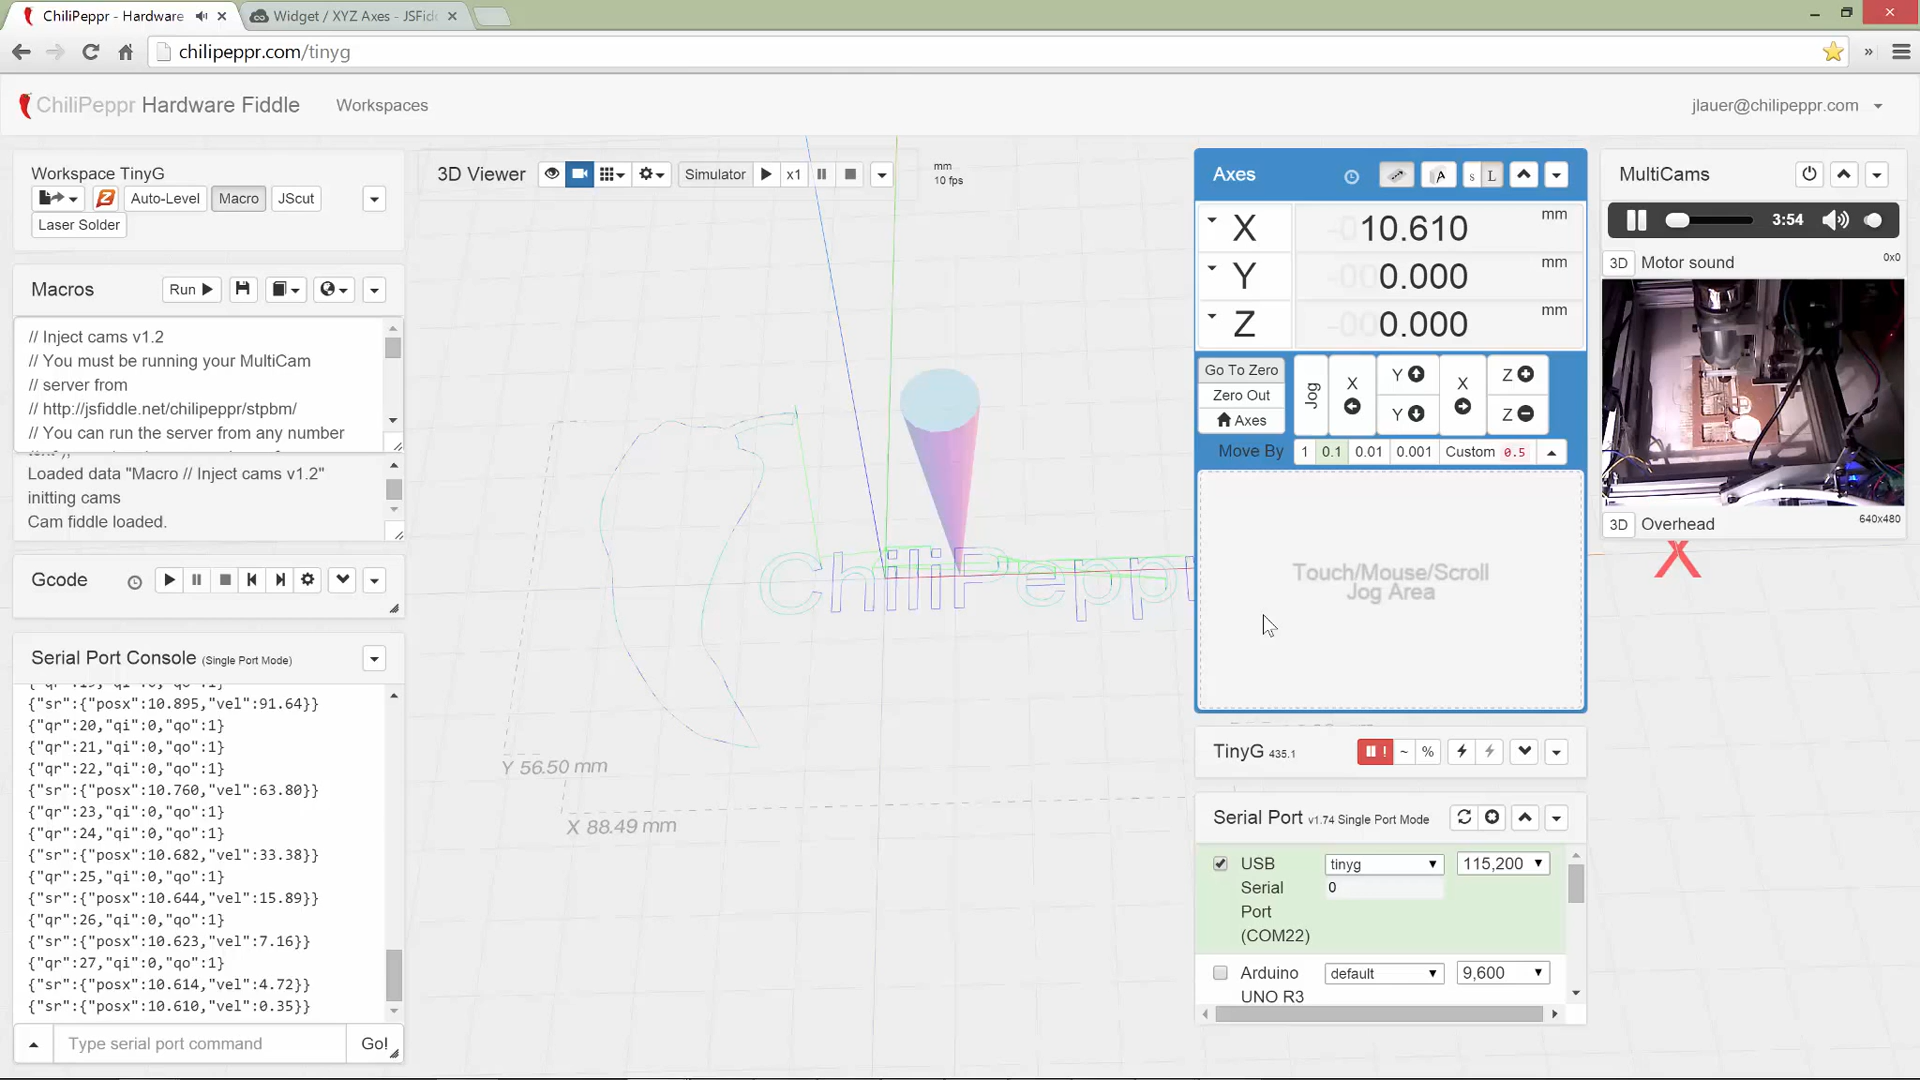 ChiliPeppr - Hardware
Widget / XYZ Axes - JSFid
chilipeppr.com/tinyg
ChiliPeppr Hardware Fiddle
Workspaces
jlauer@chilipeppr.com
Workspace TinyG
Auto-Level
Macro
JScut
Laser Solder
Macros
Run
// Inject cams v1.2
// You must be running your MultiCam
// server from
// http://jsfiddle.net/chilipeppr/stpbm/
// You can run the server from any number
Loaded data "Macro // Inject cams v1.2"
initting cams
Cam fiddle loaded.
Gcode
Serial Port Console (Single Port Mode)
{"sr":{"posx":10.895,"vel":91.64}}
{"qr":20,"qi":0,"qo":1}
{"qr":21,"qi":0,"qo":1}
{"qr":22,"qi":0,"qo":1}
{"sr":{"posx":10.760,"vel":63.80}}
{"qr":23,"qi":0,"qo":1}
{"qr":24,"qi":0,"qo":1}
{"sr":{"posx":10.682,"vel":33.38}}
{"qr":25,"qi":0,"qo":1}
{"sr":{"posx":10.644,"vel":15.89}}
{"qr":26,"qi":0,"qo":1}
{"sr":{"posx":10.623,"vel":7.16}}
{"qr":27,"qi":0,"qo":1}
{"sr":{"posx":10.614,"vel":4.72}}
{"sr":{"posx":10.610,"vel":0.35}}
Type serial port command
Go!
3D Viewer
Simulator
x1
mm
10 fps
ChiliPeppr
Y 56.50 mm
X 88.49 mm
X
Axes
A
s L
X -010.610 mm
Y -000.000 mm
Z -000.000 mm
Go To Zero
Zero Out
Axes
Jog
X
Y
Y
X
Z
Z
Move By
1
0.1
0.01
0.001
Custom 0.5
Touch/Mouse/Scroll
Jog Area
TinyG 435.1
! ~ %
Serial Port v1.74 Single Port Mode
USB
Serial
Port
(COM22)
tinyg
115,200
0
Arduino
UNO R3
default
9,600
MultiCams
3:54
3D
Motor sound
0x0
3D
Overhead
640x480